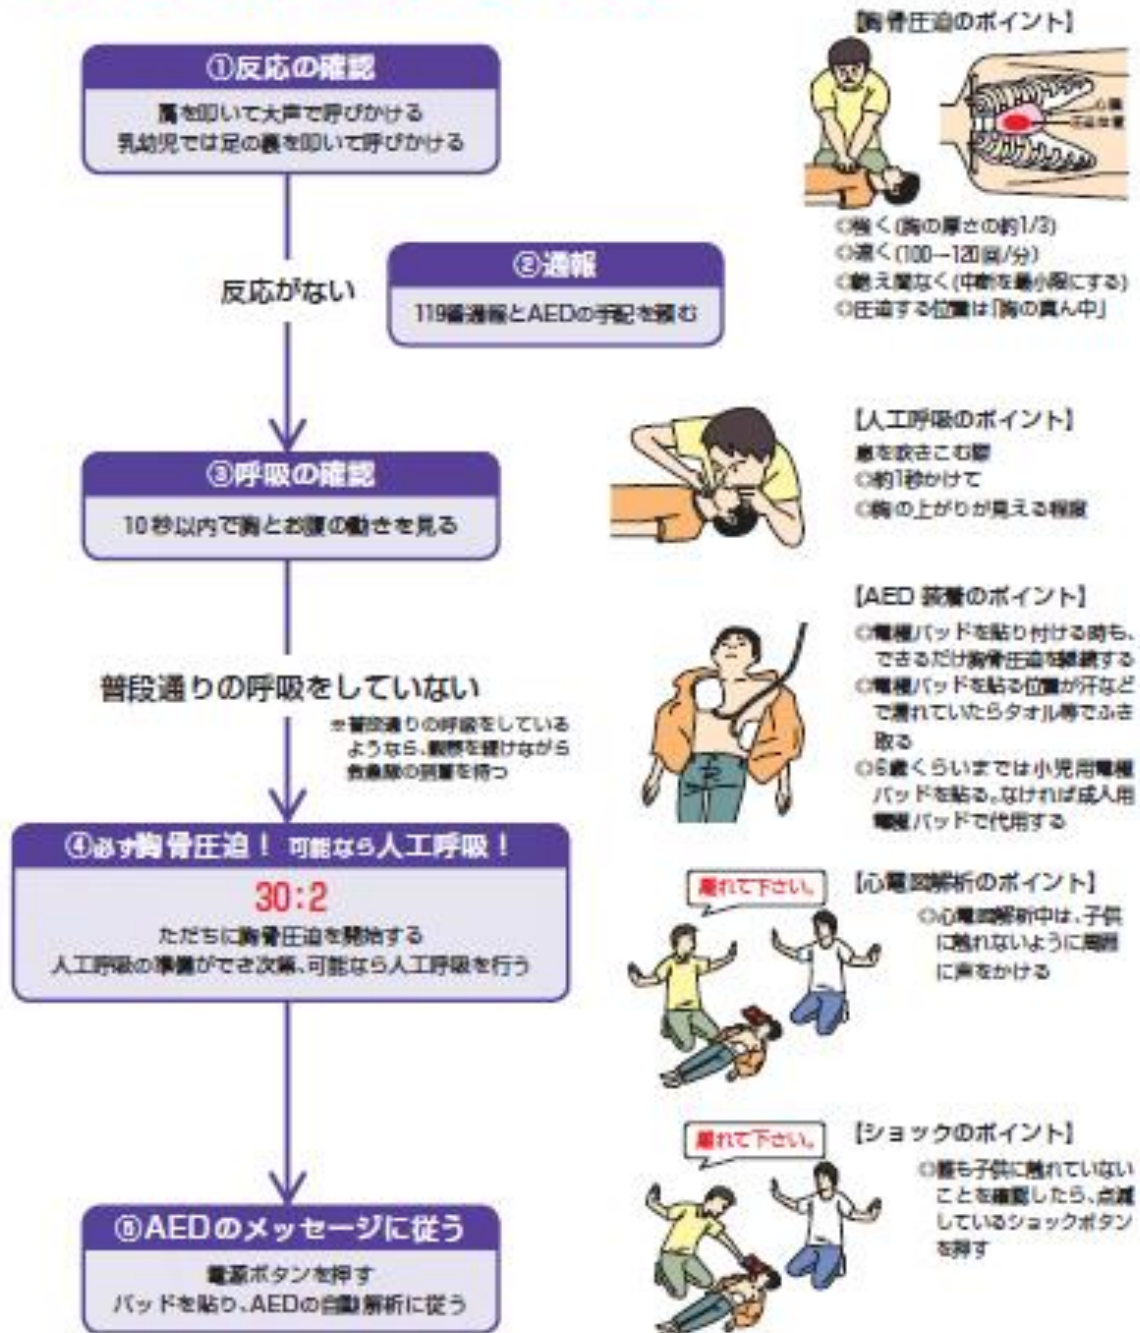 ①反応の確認
肩を叩いて大声で呼びかける
乳幼児では足の裏を叩いて呼びかける
反応がない
②通報
119番通報とAEDの手配を頼む
③呼吸の確認
10秒以内で胸とお腹の動きを見る
普段通りの呼吸をしていない
※普段通りの呼吸をしている
ようなら、観察を続けながら
救急隊の到着を待つ
④必ず胸骨圧迫！ 可能なら人工呼吸！
30:2
ただちに胸骨圧迫を開始する
人工呼吸の準備ができ次第、可能なら人工呼吸を行う
⑤AEDのメッセージに従う
電源ボタンを押す
パッドを貼り、AEDの自動解析に従う
【胸骨圧迫のポイント】
心臓
圧迫位置
◎強く(胸の厚さの約1/3)
◎速く(100～120回/分)
◎絶え間なく(中断を最小限にする)
◎圧迫する位置は「胸の真ん中」
【人工呼吸のポイント】
息を吹きこむ際
◎約1秒かけて
◎胸の上がりが見える程度
【AED 装着のポイント】
◎電極パッドを貼り付ける時も、
できるだけ胸骨圧迫を継続する
◎電極パッドを貼る位置が汗など
で濡れていたらタオル等でふき
取る
◎6歳くらいまでは小児用電極
パッドを貼る。なければ成人用
電極パッドで代用する
離れて下さい。
【心電図解析のポイント】
◎心電図解析中は、子供
に触れないように周囲
に声をかける
離れて下さい。
【ショックのポイント】
◎誰も子供に触れていない
ことを確認したら、点滅
しているショックボタン
を押す